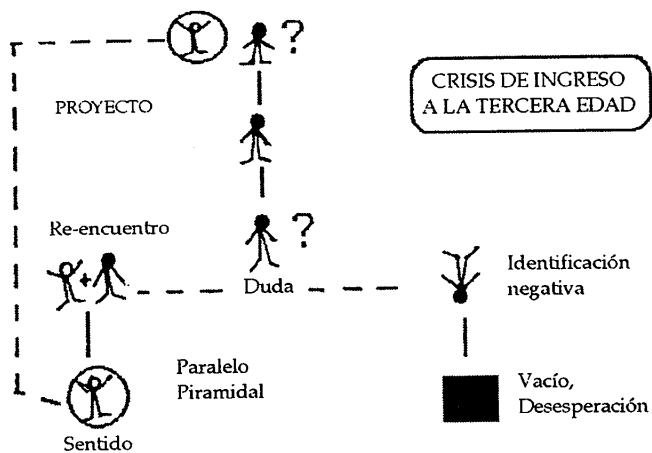 ?
CRISIS DE INGRESO
A LA TERCERA EDAD
PROYECTO
Re-encuentro
?
+
Duda
Identificación
negativa
Paralelo
Piramidal
Vacío,
Desesperación
Sentido